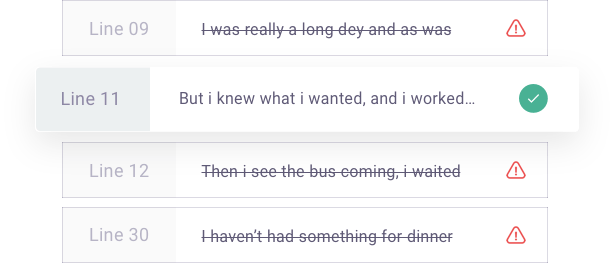 Line 09 I was really a long dey and as was
Line 11 But i knew what i wanted, and i worked...
Line 12 Then i see the bus coming, i waited
Line 30 I haven't had something for dinner